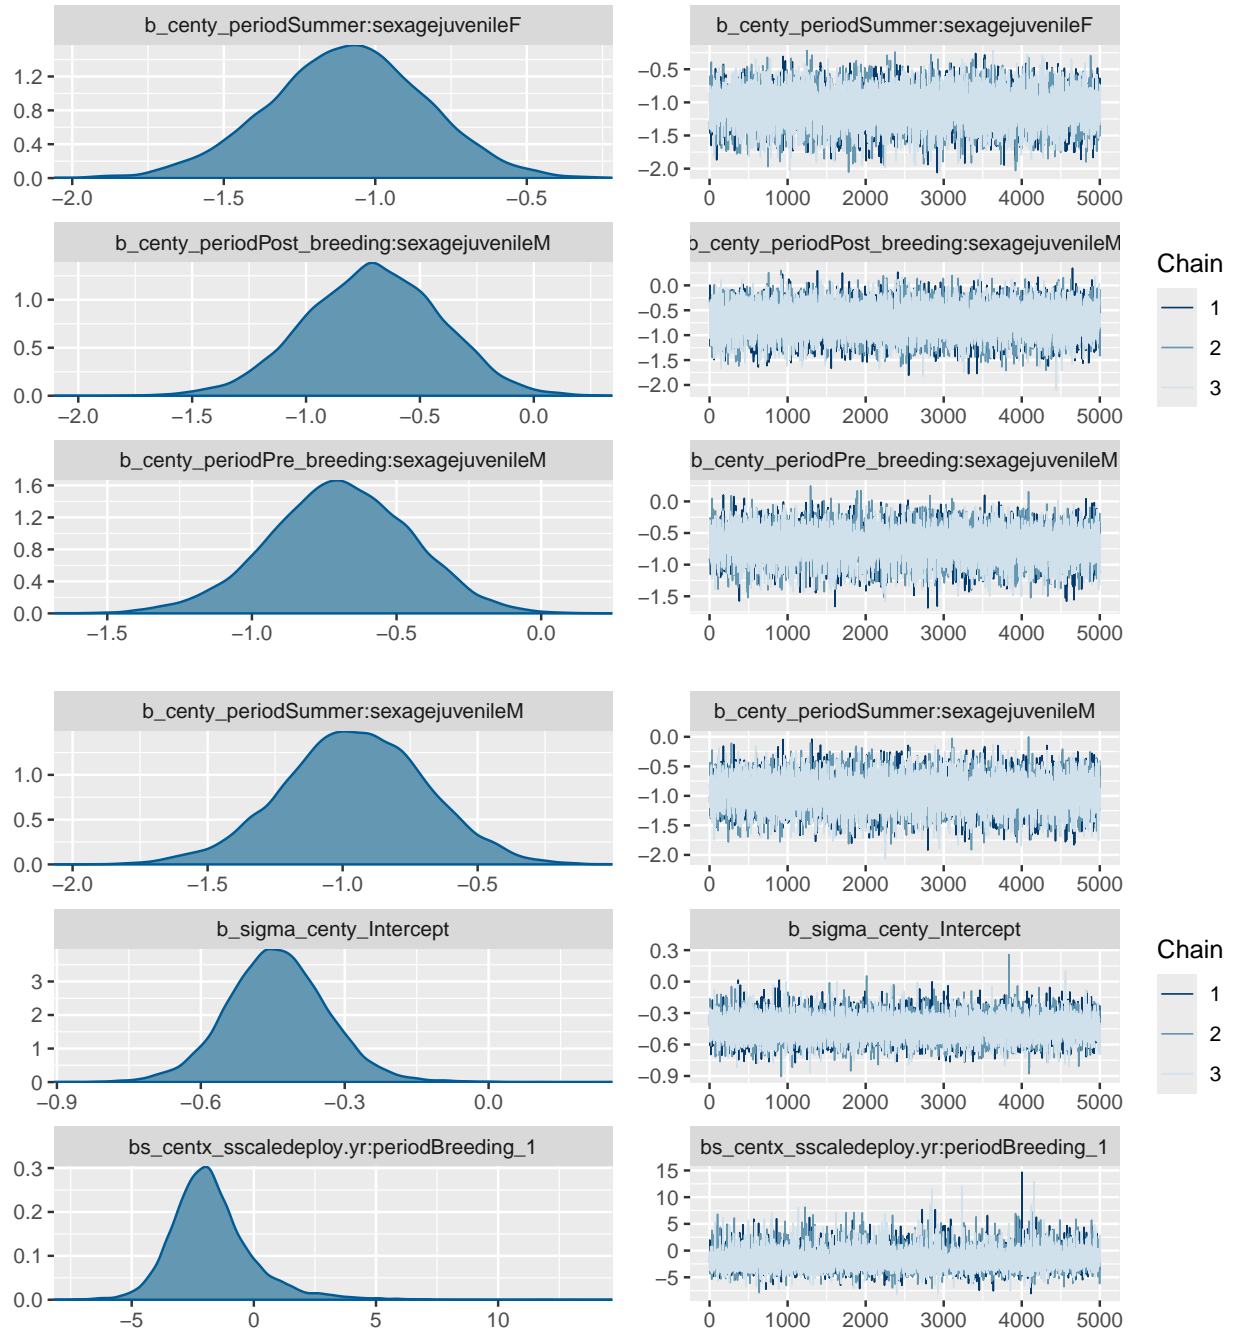 b_centy_periodSummer:sexagejuvenileF
b_centy_periodSummer:sexagejuvenileF
1.2
0.8
0.4
0.0
−2.0 −1.5 −1.0 −0.5
−0.5
−1.0
−1.5
−2.0
0 1000 2000 3000 4000 5000
b_centy_periodPost_breeding:sexagejuvenileM
b_centy_periodPost_breeding:sexagejuvenileM
1.0
0.5
0.0
−2.0 −1.5 −1.0 −0.5 0.0
0.0
−0.5
−1.0
−1.5
−2.0
0 1000 2000 3000 4000 5000
b_centy_periodPre_breeding:sexagejuvenileM
b_centy_periodPre_breeding:sexagejuvenileM
1.6
1.2
0.8
0.4
0.0
−1.5 −1.0 −0.5 0.0
0.0
−0.5
−1.0
−1.5
0 1000 2000 3000 4000 5000
Chain
1
2
3
b_centy_periodSummer:sexagejuvenileM
b_centy_periodSummer:sexagejuvenileM
1.0
0.5
0.0
−2.0 −1.5 −1.0 −0.5
0.0
−0.5
−1.0
−1.5
−2.0
0 1000 2000 3000 4000 5000
b_sigma_centy_Intercept
b_sigma_centy_Intercept
3
2
1
0
−0.9 −0.6 −0.3 0.0
0.3
0.0
−0.3
−0.6
−0.9
0 1000 2000 3000 4000 5000
bs_centx_sscaledeploy.yr:periodBreeding_1
bs_centx_sscaledeploy.yr:periodBreeding_1
0.3
0.2
0.1
0.0
−5 0 5 10
15
10
5
0
−5
0 1000 2000 3000 4000 5000
Chain
1
2
3